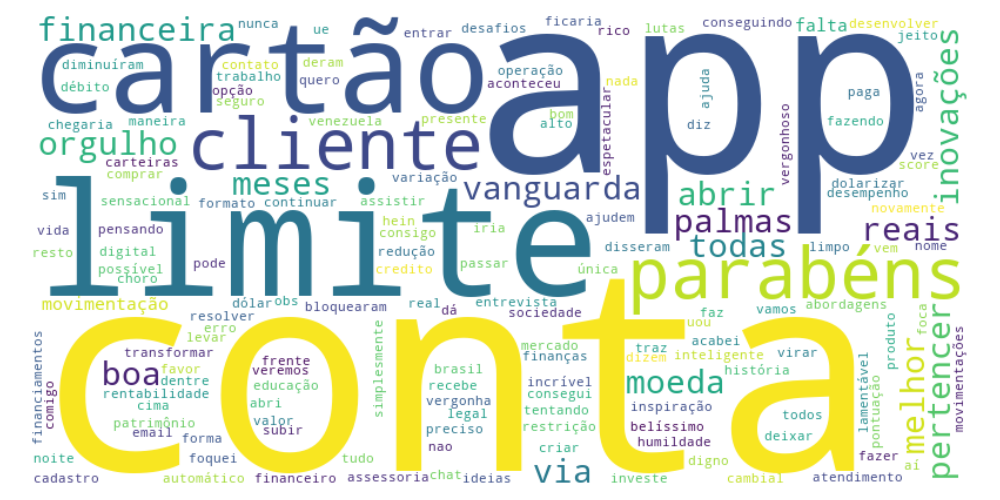 financeira nunca ue entrar desafios ficaria rico lutas conseguindo falta desenvolver
cartão app jeito
diminuíram contato deram operação
débito trabalho quero aconteceu nada ajuda paga agora
opção
seguro espetacular inovações
chegaria maneira venezuela presente bom diz vergonhoso fazendo
alto
orgulho cliente vez
carteiras score
comprar meses variação vanguarda abrir dolarizar
sim sensacional formato continuar assistir desempenho
limite novamente
vida pensando hein iria ajudem palmas reais
consigo
resto digital pode redução disseram todas limpo vem nome
possível credito passar única parabéns
choro
movimentação dólar obs bloquearam real dá entrevista sociedade faz vamos abordagens
conta
resolver uou foca
erro
levar simplesmente mercado traz acabei produto
financiamentos transformar frente brasil finanças dizem inteligente virar melhor pertencer movimentações
boa favor veremos recebe incrível história
comigo dentre educação vergonha consegui moeda lamentável
rentabilidade abri legal tentando inspiração todos pontuação
cima
patrimônio valor preciso restrição belíssimo
email forma subir nao humildade deixar
noite foquei tudo criar digno fazer aí
via
cadastro automático financeiro assessoria chat ideias investe cambial atendimento